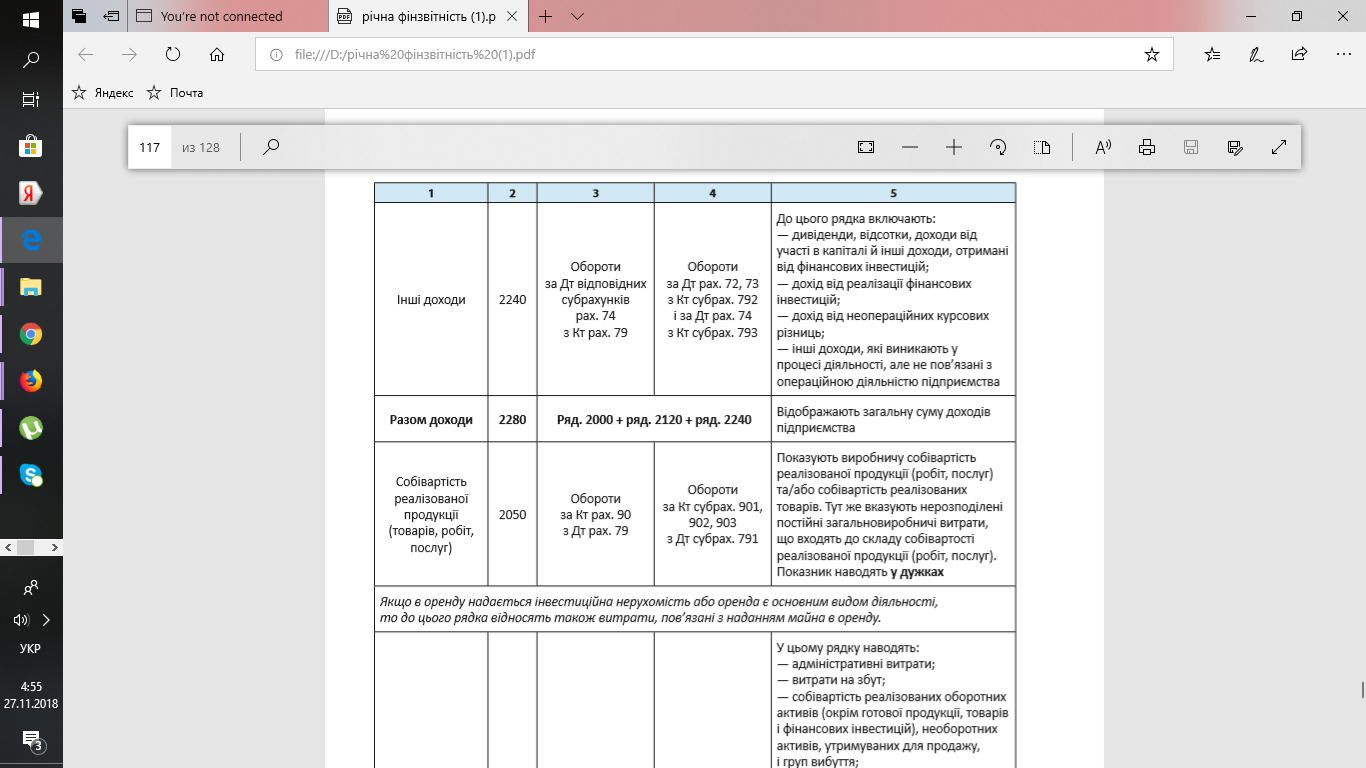 You're not connected
річна фінзвітність (1).p
file:///D:/річна%20фінзвітність%20(1).pdf
Яндекс
Почта
117
из 128
1
2
3
4
5
Інші доходи
2240
Обороти
за Дт відповідних
субрахунків
рах. 74
з Кт рах. 79
Обороти
за Дт рах. 72, 73
з Кт субрах. 792
і за Дт рах. 74
з Кт субрах. 793
До цього рядка включають:
— дивіденди, відсотки, доходи від
участі в капіталі й інші доходи, отримані
від фінансових інвестицій;
— дохід від реалізації фінансових
інвестицій;
— дохід від неопераційних курсових
різниць;
— інші доходи, які виникають у
процесі діяльності, але не пов’язані з
операційною діяльністю підприємства
Разом доходи
2280
Ряд. 2000 + ряд. 2120 + ряд. 2240
Відображають загальну суму доходів
підприємства
Собівартість
реалізованої
продукції
(товарів, робіт,
послуг)
2050
Обороти
за Кт рах. 90
з Дт рах. 79
Обороти
за Кт субрах. 901,
902, 903
з Дт субрах. 791
Показують виробничу собівартість
реалізованої продукції (робіт, послуг)
та/або собівартість реалізованих
товарів. Тут же вказують нерозподілені
постійні загальновиробничі витрати,
що входять до складу собівартості
реалізованої продукції (робіт, послуг).
Показник наводять у дужках
Якщо в оренду надається інвестиційна нерухомість або оренда є основним видом діяльності,
то до цього рядка відносять також витрати, пов’язані з наданням майна в оренду.
У цьому рядку наводять:
— адміністративні витрати;
— витрати на збут;
— собівартість реалізованих оборотних
активів (окрім готової продукції, товарів
і фінансових інвестицій), необоротних
активів, утримуваних для продажу,
і груп вибуття;
УКР
4:55
27.11.2018
3